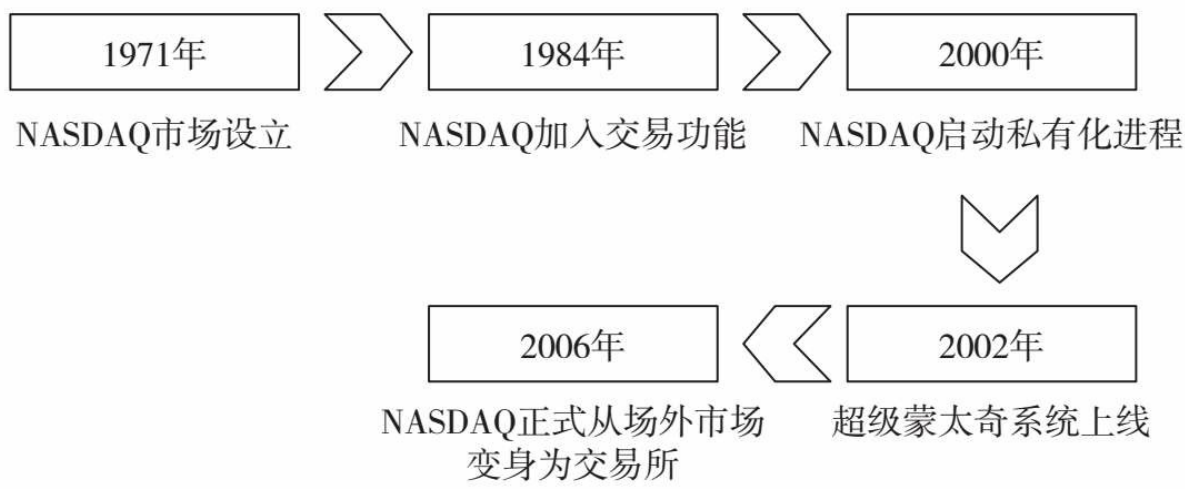 1971年
1984年
2000年
NASDAQ市场设立
NASDAQ加入交易功能
NASDAQ启动私有化进程
2006年
2002年
NASDAQ正式从场外市场
变身为交易所
超级蒙太奇系统上线